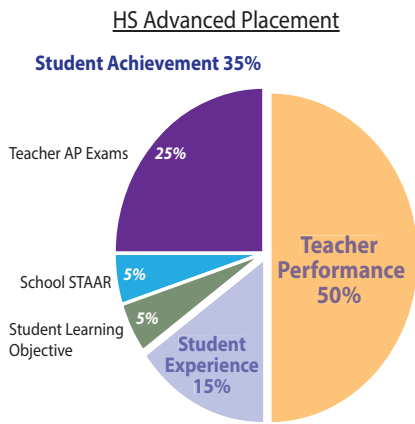 HS Advanced Placement
Student Achievement 35%
Teacher AP Exams
25%
School STAAR
5%
Student Learning
Objective
5%
Student
Experience
15%
Teacher
Performance
50%